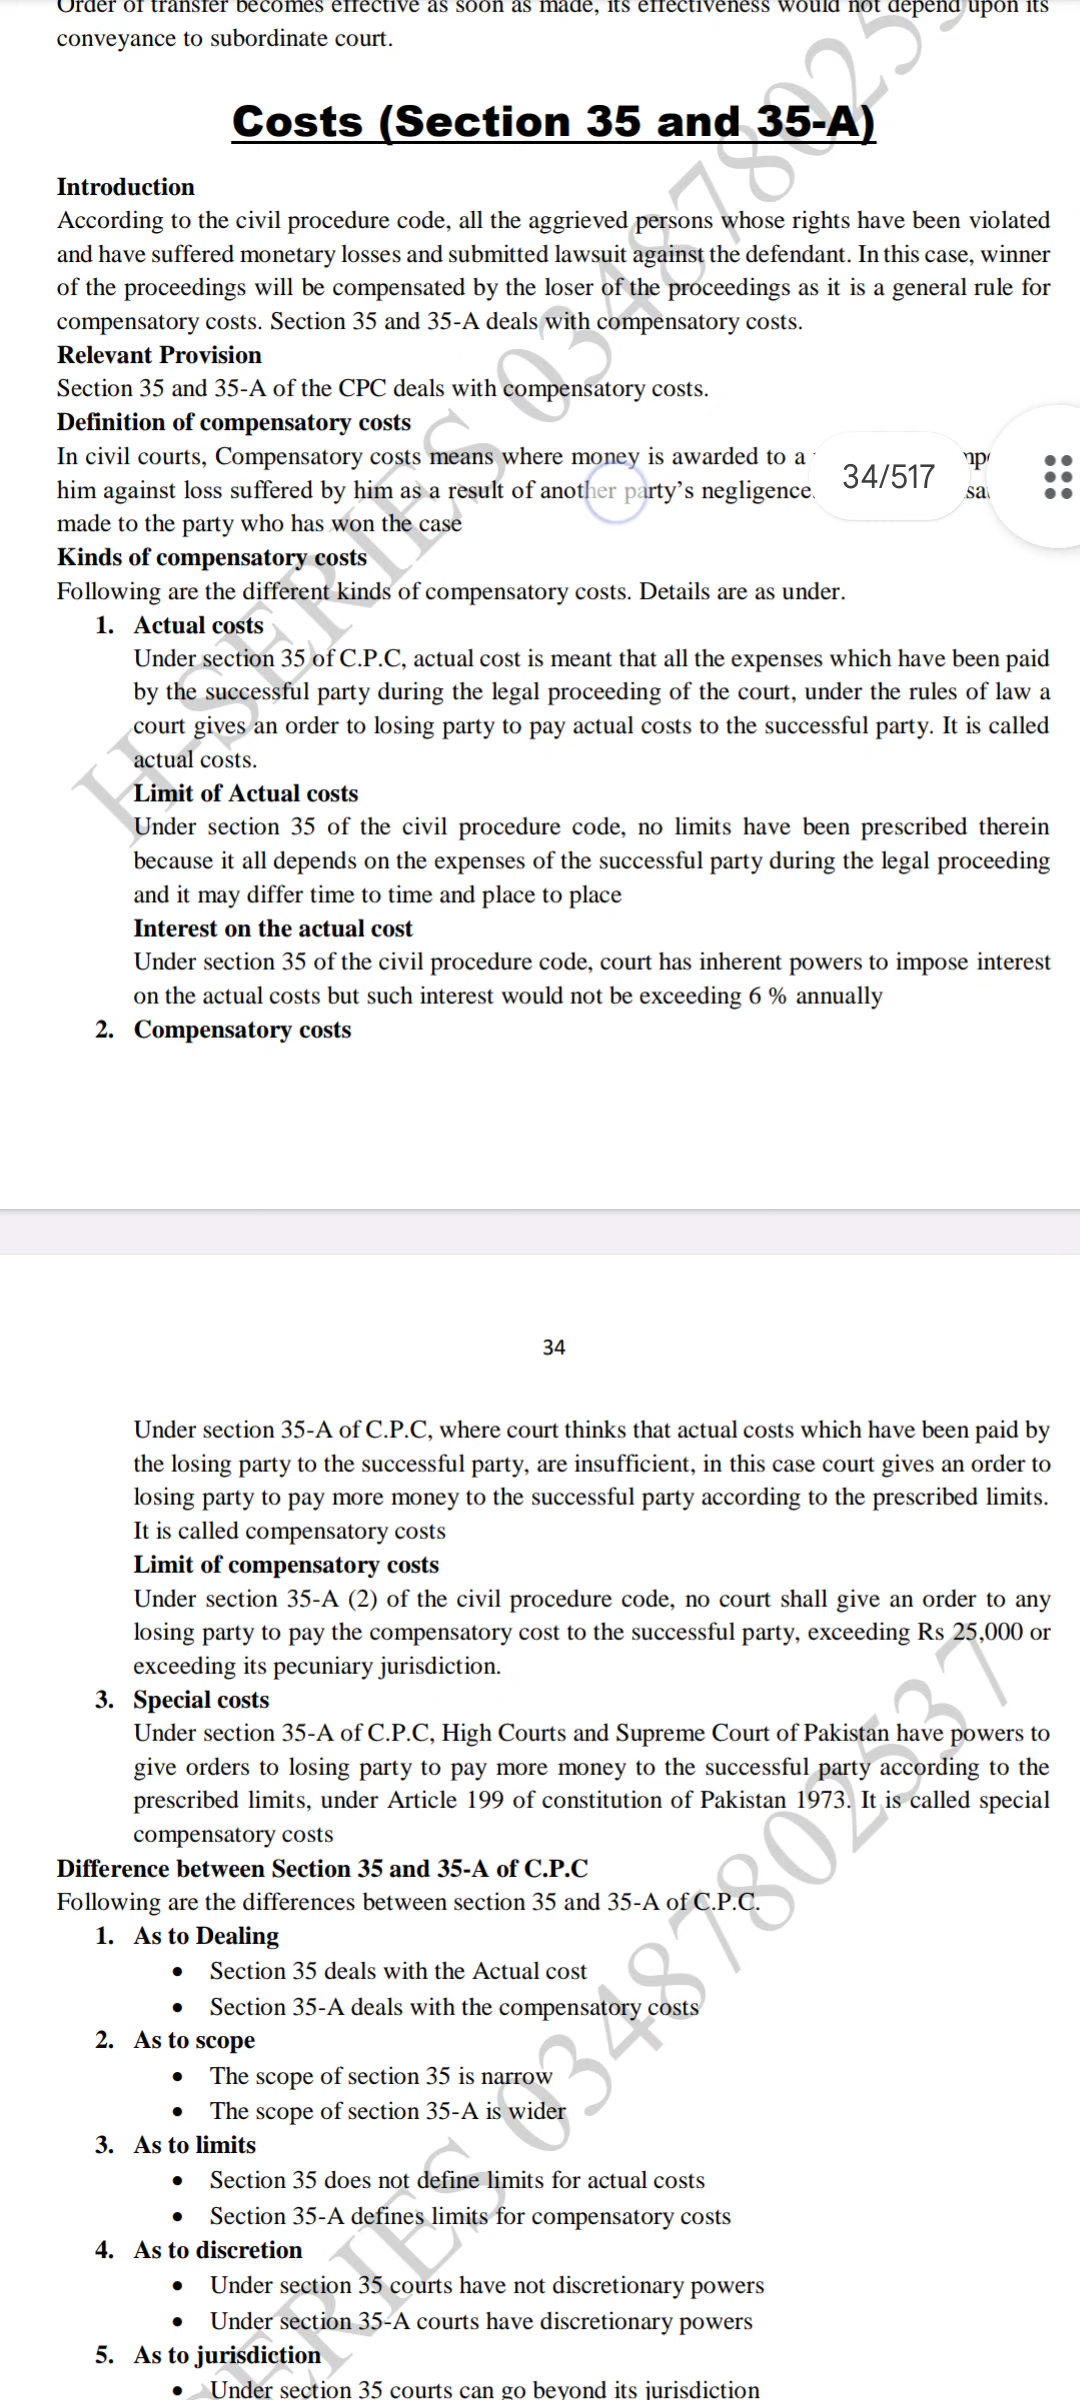 Order of transfer becomes effective as soon as made, its effectiveness would not depend upon its
conveyance to subordinate court.
Costs (Section 35 and 35-A)
Introduction
According to the civil procedure code, all the aggrieved persons whose rights have been violated
and have suffered monetary losses and submitted lawsuit against the defendant. In this case, winner
of the proceedings will be compensated by the loser of the proceedings as it is a general rule for
compensatory costs. Section 35 and 35-A deals with compensatory costs.
Relevant Provision
Section 35 and 35-A of the CPC deals with compensatory costs.
Definition of compensatory costs
In civil courts, Compensatory costs means where money is awarded to a
him against loss suffered by him as a result of another party's negligence.
34/517
made to the party who has won the case
Kinds of compensatory costs
Following are the different kinds of compensatory costs. Details are as under.
1. Actual costs
Under section 35 of C.P.C, actual cost is meant that all the expenses which have been paid
by the successful party during the legal proceeding of the court, under the rules of law a
court gives an order to losing party to pay actual costs to the successful party. It is called
actual costs.
Limit of Actual costs
Under section 35 of the civil procedure code, no limits have been prescribed therein
because it all depends on the expenses of the successful party during the legal proceeding
and it may differ time to time and place to place
Interest on the actual cost
Under section 35 of the civil procedure code, court has inherent powers to impose interest
on the actual costs but such interest would not be exceeding 6 % annually
2. Compensatory costs
H-SERIES 03487802537
34
Under section 35-A of C.P.C, where court thinks that actual costs which have been paid by
the losing party to the successful party, are insufficient, in this case court gives an order to
losing party to pay more money to the successful party according to the prescribed limits.
It is called compensatory costs
Limit of compensatory costs
Under section 35-A (2) of the civil procedure code, no court shall give an order to any
losing party to pay the compensatory cost to the successful party, exceeding Rs 25,000 or
exceeding its pecuniary jurisdiction.
3. Special costs
Under section 35-A of C.P.C, High Courts and Supreme Court of Pakistan have powers to
give orders to losing party to pay more money to the successful party according to the
prescribed limits, under Article 199 of constitution of Pakistan 1973. It is called special
compensatory costs
Difference between Section 35 and 35-A of C.P.C
Following are the differences between section 35 and 35-A of C.P.C.
1. As to Dealing
• Section 35 deals with the Actual cost
• Section 35-A deals with the compensatory costs
2. As to scope
• The scope of section 35 is narrow
• The scope of section 35-A is wider
3. As to limits
• Section 35 does not define limits for actual costs
• Section 35-A defines limits for compensatory costs
4. As to discretion
• Under section 35 courts have not discretionary powers
• Under section 35-A courts have discretionary powers
5. As to jurisdiction
• Under section 35 courts can go beyond its jurisdiction
SERIES 03487802537